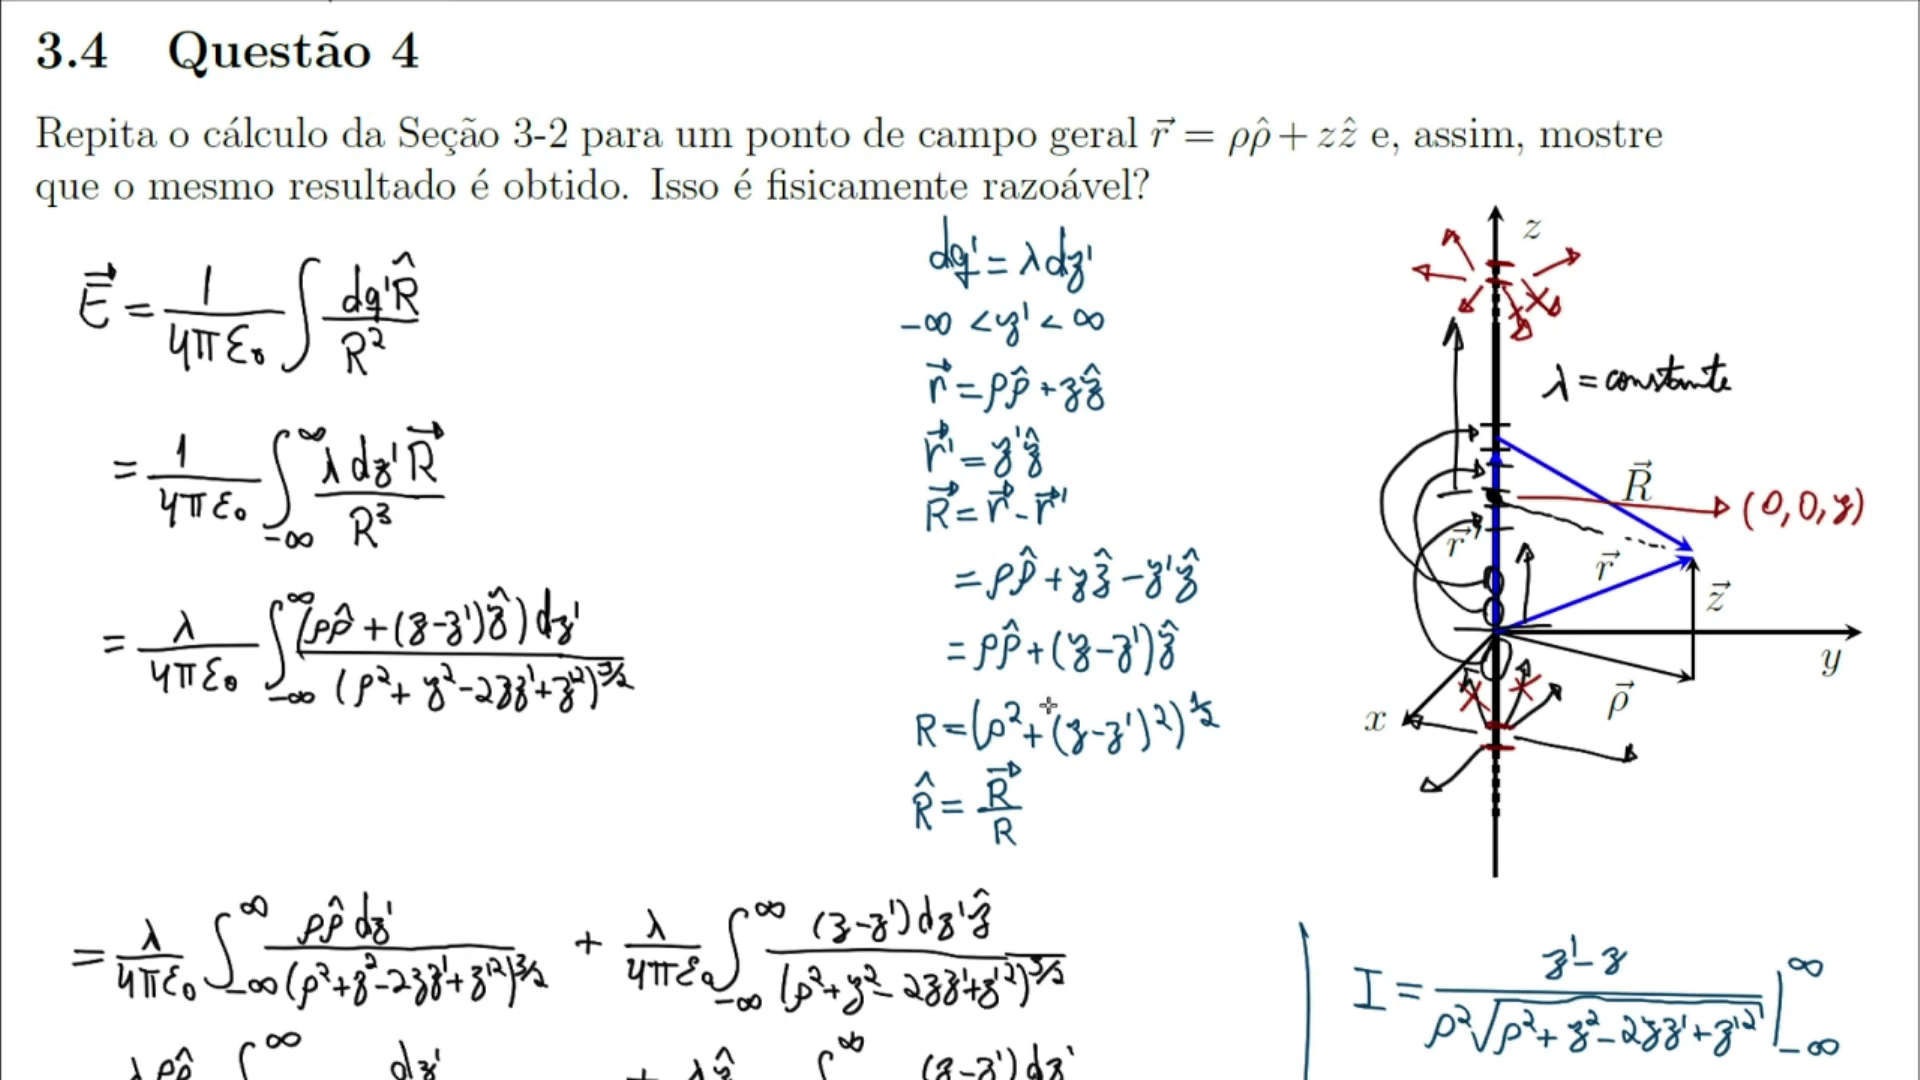 3.4 Questão 4
Repita o cálculo da Seção 3-2 para um ponto de campo geral r⃗ = ρρ̂ + zẑ e, assim, mostre
que o mesmo resultado é obtido. Isso é fisicamente razoável?
E⃗ = 1/(4πε₀) ∫ dq'R̂/R²
= 1/(4πε₀) ∫_{-∞}^{∞} λdz'R⃗/R³
= λ/(4πε₀) ∫_{-∞}^{∞} (ρρ̂ + (z-z')ẑ)dz'/(ρ² + z² - 2zz' + z'²)^{3/2}
dq' = λdz'
-∞ < z' < ∞
r⃗ = ρρ̂ + zẑ
r⃗' = z'ẑ
R⃗ = r⃗ - r⃗'
= ρρ̂ + zẑ - z'ẑ
= ρρ̂ + (z-z')ẑ
R = (ρ² + (z-z')²)^{1/2}
R̂ = R⃗/R
z
λ = constante
R⃗
(0,0,z)
r⃗'
r⃗
z⃗
y
ρ⃗
x
= λ/(4πε₀) ∫_{-∞}^{∞} ρρ̂dz'/(ρ² + z² - 2zz' + z'²)^{3/2} + λ/(4πε₀) ∫_{-∞}^{∞} (z-z')dz'ẑ/(ρ² + z² - 2zz' + z'²)^{3/2}
I = (z'-z)/(ρ²√(ρ² + z² - 2zz' + z'²)) |_{-∞}^{∞}
λρρ̂ ∫^{∞} dz' + λẑ ∫^{∞} (z-z')dz'